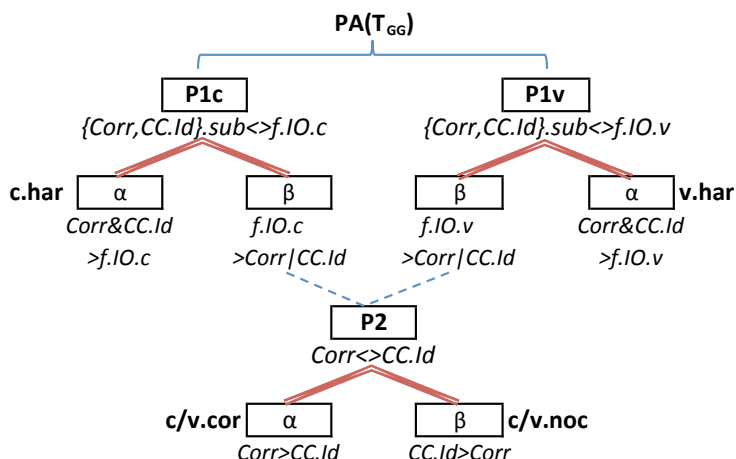 PA(TGG)
P1c P1v
{Corr,CC.Id}.sub<>f.IO.c {Corr,CC.Id}.sub<>f.IO.v
c.har α β β α v.har
Corr&CC.Id f.IO.c f.IO.v Corr&CC.Id
>f.IO.c >Corr|CC.Id >Corr|CC.Id >f.IO.v
P2
Corr<>CC.Id
c/v.cor α β c/v.noc
Corr>CC.Id CC.Id>Corr